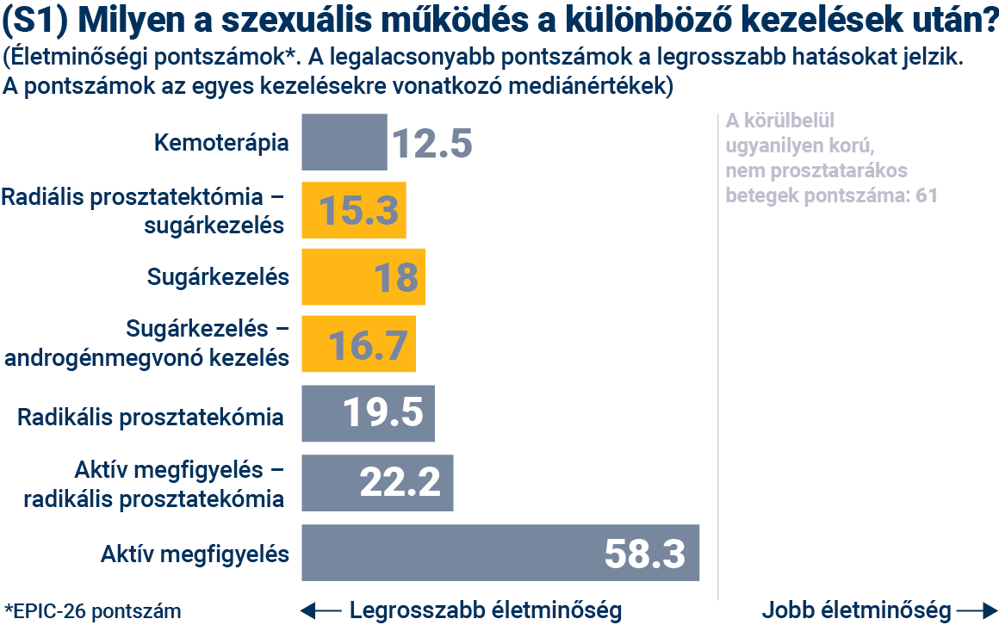 (S1) Milyen a szexuális működés a különböző kezelések után?
(Életminőségi pontszámok*. A legalacsonyabb pontszámok a legrosszabb hatásokat jelzik.
A pontszámok az egyes kezelésekre vonatkozó mediánértékek)
Kemoterápia
12.5
A körülbelül
ugyanilyen korú,
nem prosztatarákos
betegek pontszáma: 61
Radiális prosztatektómia –
sugárkezelés
15.3
Sugárkezelés
18
Sugárkezelés –
androgénmegvonó kezelés
16.7
Radikális prosztatekómia
19.5
Aktív megfigyelés –
radikális prosztatekómia
22.2
Aktív megfigyelés
58.3
*EPIC-26 pontszám
Legrosszabb életminőség
Jobb életminőség